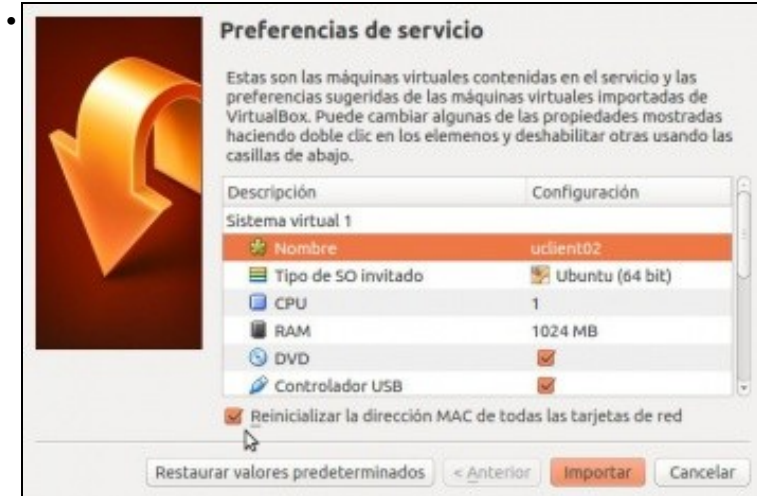 Preferencias de servicio
Estas son las máquinas virtuales contenidas en el servicio y las
preferencias sugeridas de las máquinas virtuales importadas de
VirtualBox. Puede cambiar algunas de las propiedades mostradas
haciendo doble clic en los elemenos y deshabilitar otras usando las
casillas de abajo.
Descripción Configuración
Sistema virtual 1
Nombre uclient02
Tipo de SO invitado Ubuntu (64 bit)
CPU 1
RAM 1024 MB
DVD
Controlador USB
Reinicializar la dirección MAC de todas las tarjetas de red
Restaurar valores predeterminados < Anterior Importar Cancelar